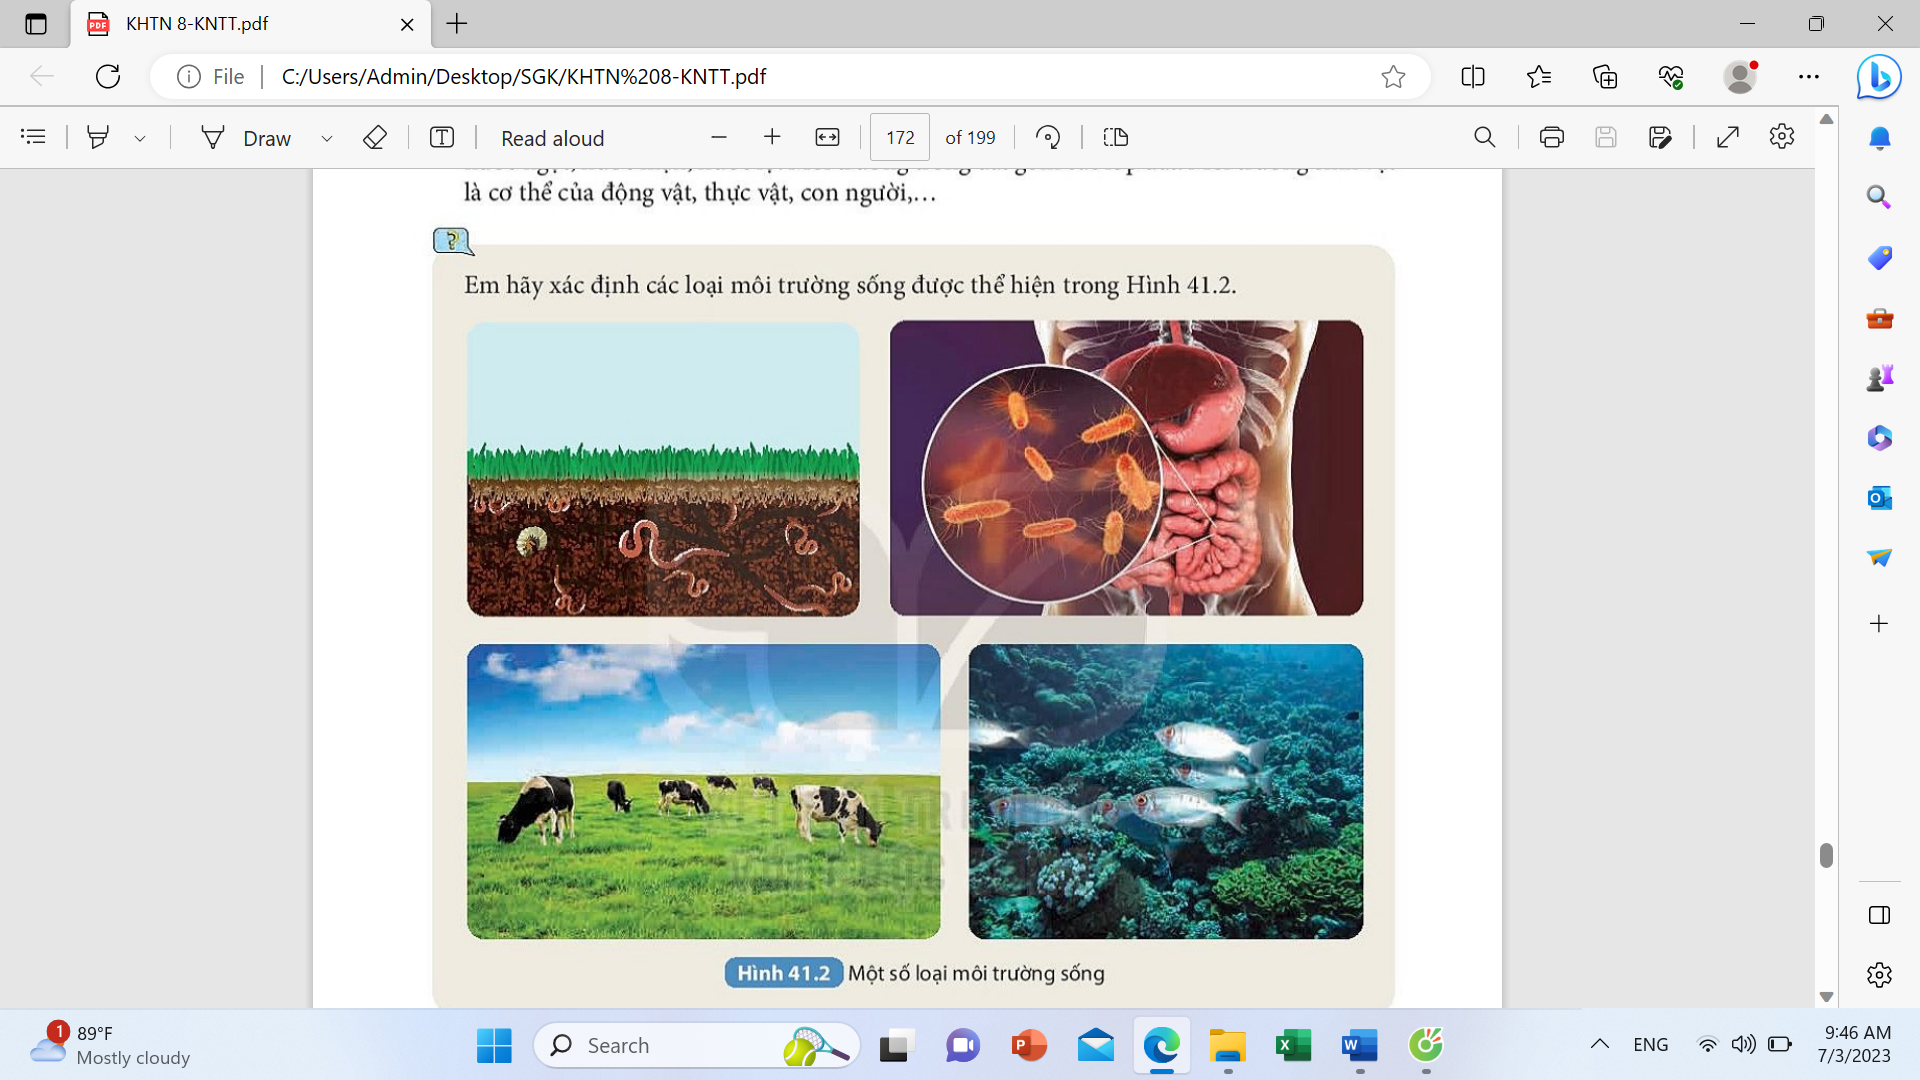 KHTN 8-KNTT.pdf
File
C:/Users/Admin/Desktop/SGK/KHTN%208-KNTT.pdf
Draw
Read aloud
172 of 199
là cơ thể của động vật, thực vật, con người,…
?
Em hãy xác định các loại môi trường sống được thể hiện trong Hình 41.2.
Hình 41.2 Một số loại môi trường sống
1
89°F
Mostly cloudy
Search
ENG
9:46 AM
7/3/2023